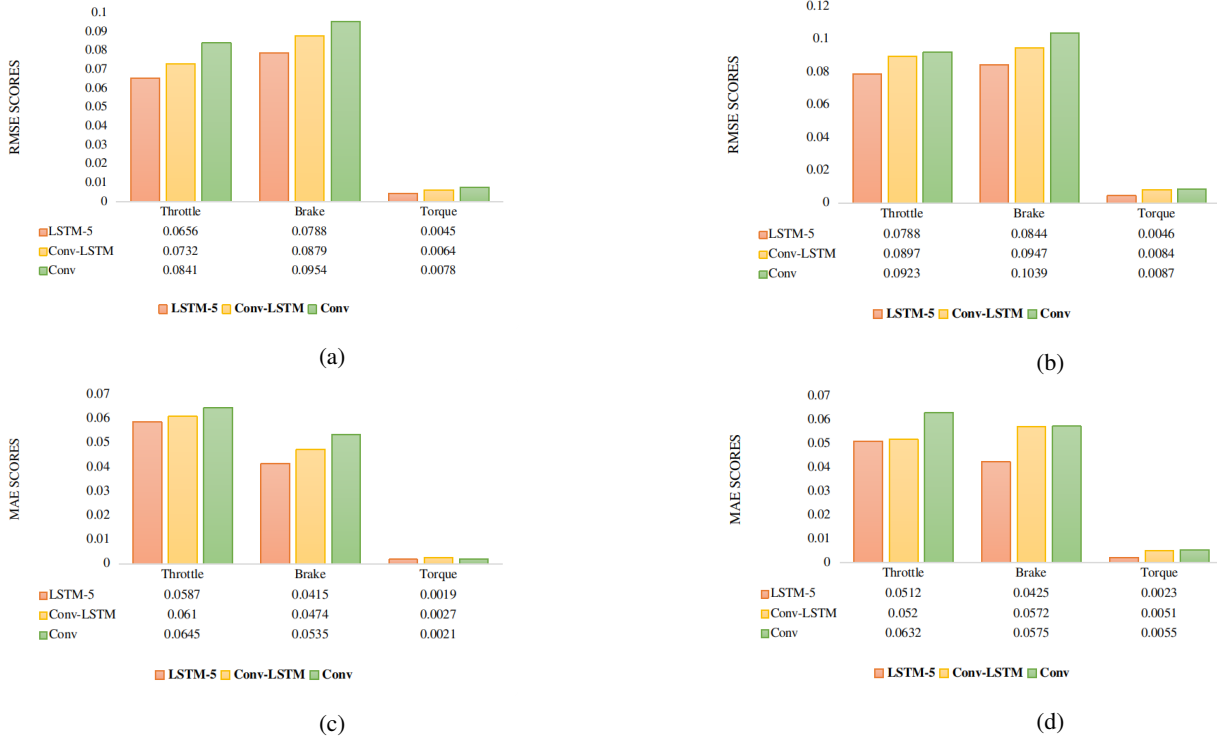 0.1
0.09
0.08
0.07
0.06
0.05
0.04
0.03
0.02
0.01
0
RMSE SCORES
Throttle Brake Torque
LSTM-5 0.0656 0.0788 0.0045
Conv-LSTM 0.0732 0.0879 0.0064
Conv 0.0841 0.0954 0.0078
LSTM-5 Conv-LSTM Conv
(a)
0.12
0.1
0.08
0.06
0.04
0.02
0
RMSE SCORES
Throttle Brake Torque
LSTM-5 0.0788 0.0844 0.0046
Conv-LSTM 0.0897 0.0947 0.0084
Conv 0.0923 0.1039 0.0087
LSTM-5 Conv-LSTM Conv
(b)
0.07
0.06
0.05
0.04
0.03
0.02
0.01
0
MAE SCORES
Throttle Brake Torque
LSTM-5 0.0587 0.0415 0.0019
Conv-LSTM 0.061 0.0474 0.0027
Conv 0.0645 0.0535 0.0021
LSTM-5 Conv-LSTM Conv
(c)
0.07
0.06
0.05
0.04
0.03
0.02
0.01
0
MAE SCORES
Throttle Brake Torque
LSTM-5 0.0512 0.0425 0.0023
Conv-LSTM 0.052 0.0572 0.0051
Conv 0.0632 0.0575 0.0055
LSTM-5 Conv-LSTM Conv
(d)